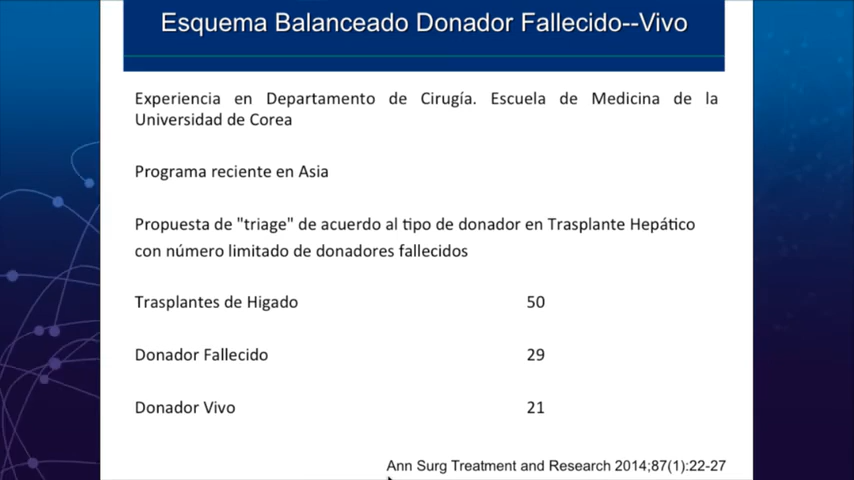 Esquema Balanceado Donador Fallecido--Vivo
Experiencia en Departamento de Cirugía. Escuela de Medicina de la
Universidad de Corea
Programa reciente en Asia
Propuesta de "triage" de acuerdo al tipo de donador en Trasplante Hepático
con número limitado de donadores fallecidos
Trasplantes de Higado 50
Donador Fallecido 29
Donador Vivo 21
Ann Surg Treatment and Research 2014;87(1):22-27